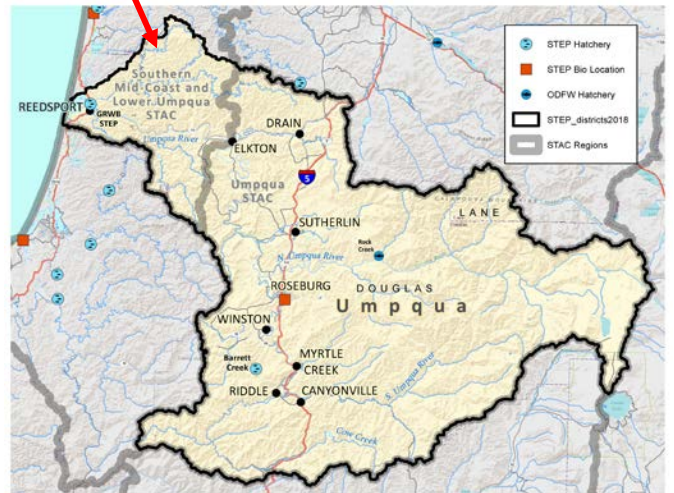 STEP Hatchery
STEP Bio Location
ODFW Hatchery
STEP_districts2018
STAC Regions
Southern
Mid-Coast and
Lower Umpqua
STAC
REEDSPORT
GRWB
STEP
Umpqua River
DRAIN
ELKTON
5
Umpqua
STAC
LANE
SUTHERLIN
Rock
Creek
N. Umpqua River
ROSEBURG
DOUGLAS
Umpqua
WINSTON
Barrett
Creek
MYRTLE
CREEK
S. Umpqua River
RIDDLE
CANYONVILLE
Cow Creek